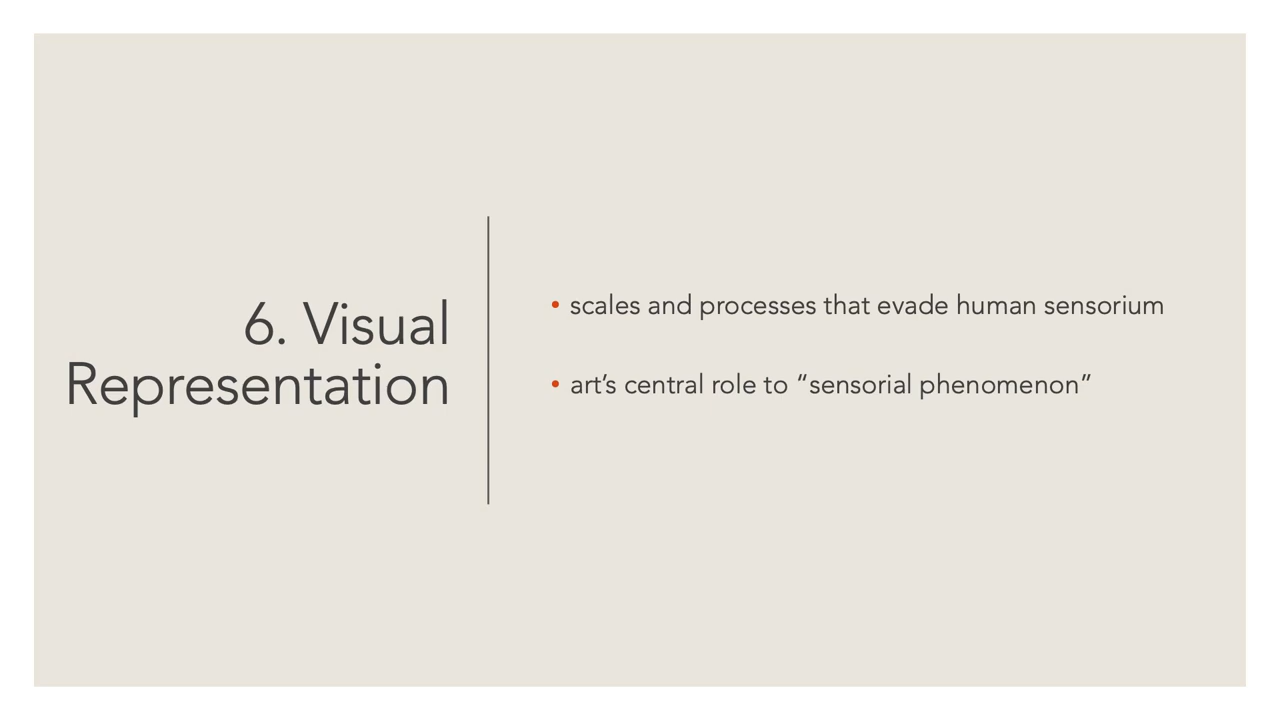 6. Visual
Representation
• scales and processes that evade human sensorium
• art’s central role to “sensorial phenomenon”